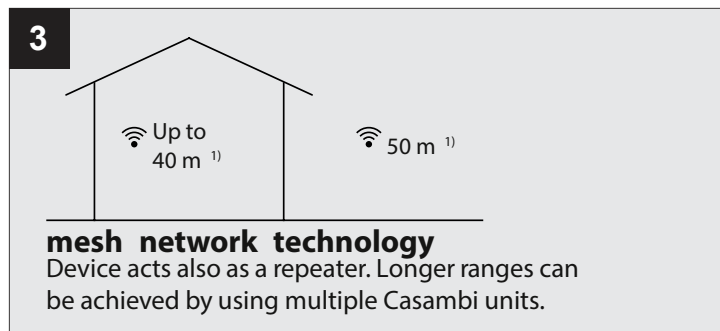 3
Up to
40 m 1)
50 m 1)
mesh network technology
Device acts also as a repeater. Longer ranges can
be achieved by using multiple Casambi units.